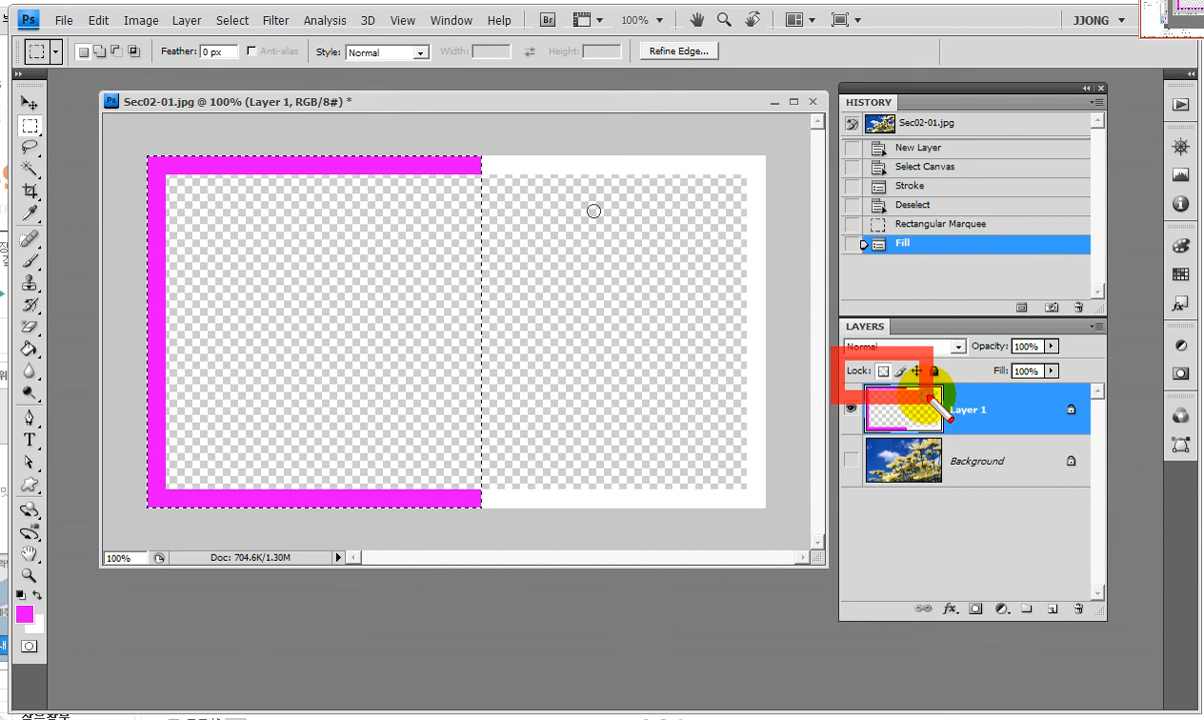 Ps File Edit Image Layer Select Filter Analysis 3D View Window Help Br 100% JJONG
Feather: 0 px Anti-alias Style: Normal Width: Height: Refine Edge...
Ps Sec02-01.jpg @ 100% (Layer 1, RGB/8#) *
HISTORY
Sec02-01.jpg
New Layer
Select Canvas
Stroke
Deselect
Rectangular Marquee
Fill
LAYERS
Normal Opacity: 100%
Lock: Fill: 100%
Layer 1
Background
T
100% Doc: 704.6K/1.30M